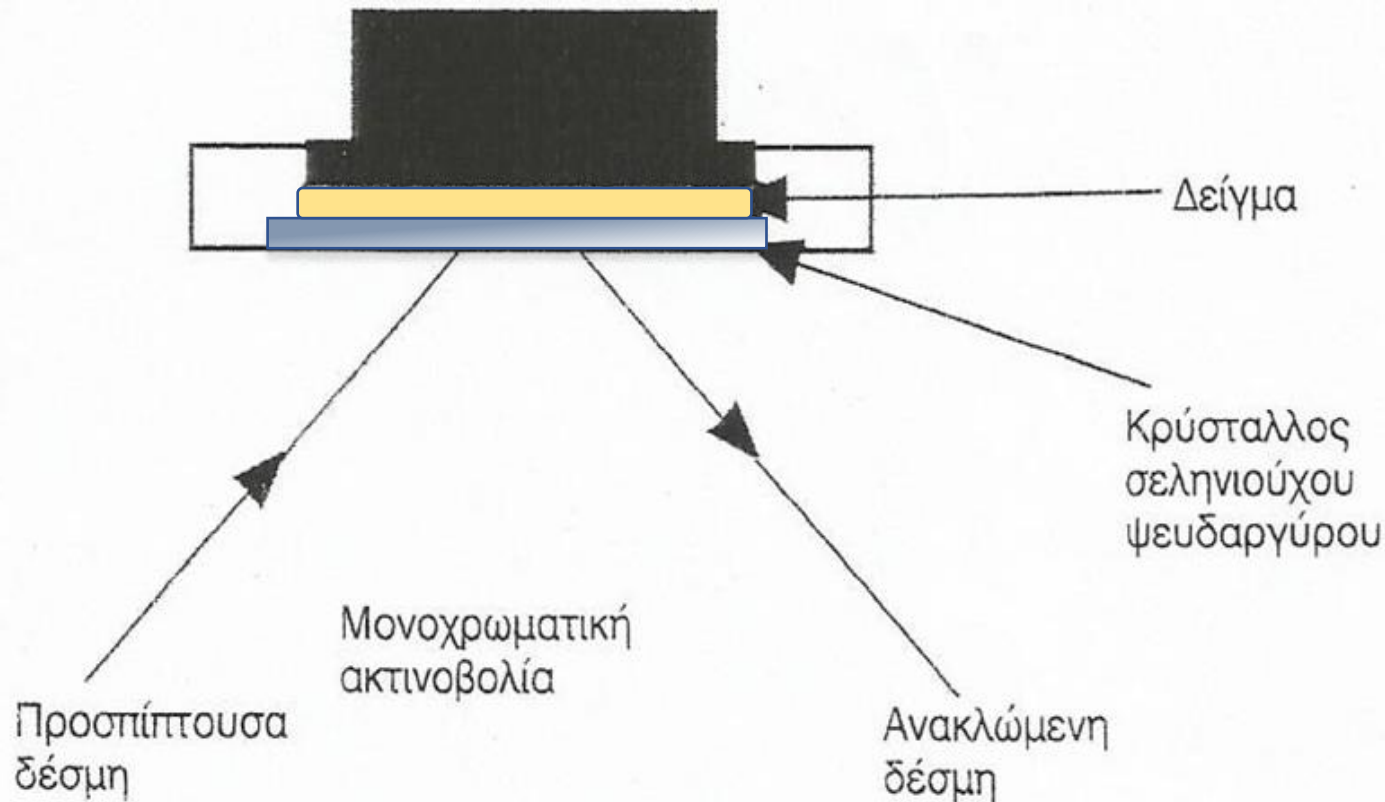 Δείγμα
Κρύσταλλος
σεληνιούχου
ψευδαργύρου
Μονοχρωματική
ακτινοβολία
Προσπίπτουσα
δέσμη
Ανακλώμενη
δέσμη